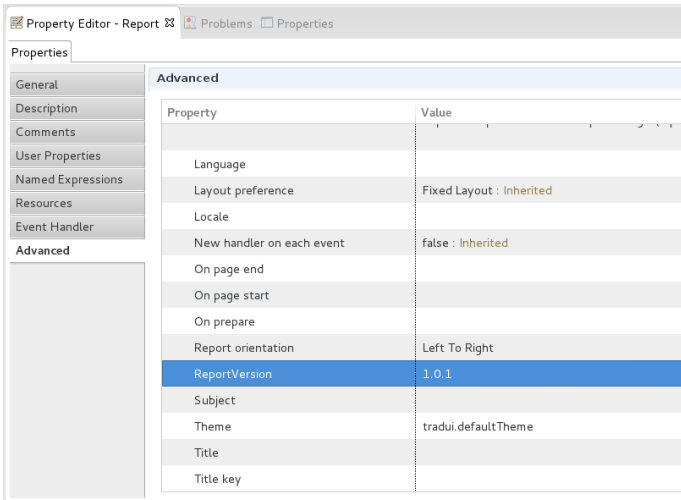 Property Editor - Report
Problems
Properties
Properties
General
Description
Comments
User Properties
Named Expressions
Resources
Event Handler
Advanced
Advanced
Property Value
Language
Layout preference Fixed Layout : Inherited
Locale
New handler on each event false : Inherited
On page end
On page start
On prepare
Report orientation Left To Right
ReportVersion 1.0.1
Subject
Theme tradui.defaultTheme
Title
Title key